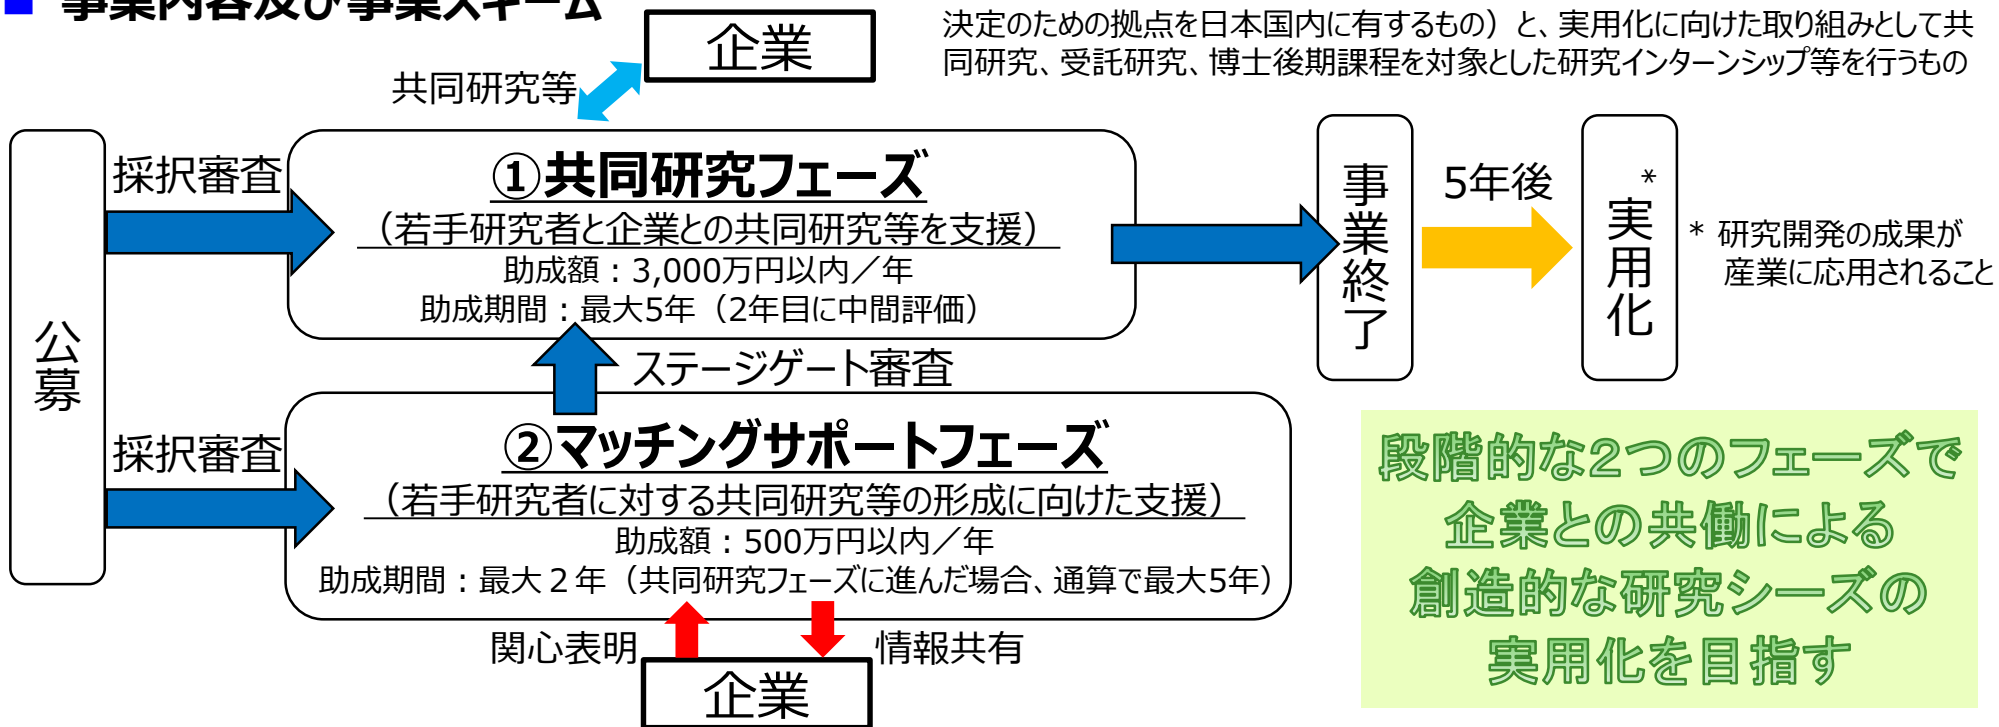 ■ 事業内容及び事業スキーム
決定のための拠点を日本国内に有するもの）と、実用化に向けた取り組みとして共
同研究、受託研究、博士後期課程を対象とした研究インターンシップ等を行うもの
企業
共同研究等
公募
採択審査
①共同研究フェーズ
（若手研究者と企業との共同研究等を支援）
助成額：3,000万円以内／年
助成期間：最大5年（2年目に中間評価）
事業終了
5年後
*
実用化
* 研究開発の成果が
産業に応用されること
ステージゲート審査
採択審査
②マッチングサポートフェーズ
（若手研究者に対する共同研究等の形成に向けた支援）
助成額：500万円以内／年
助成期間：最大２年（共同研究フェーズに進んだ場合、通算で最大5年）
関心表明
情報共有
企業
段階的な２つのフェーズで
企業との共働による
創造的な研究シーズの
実用化を目指す